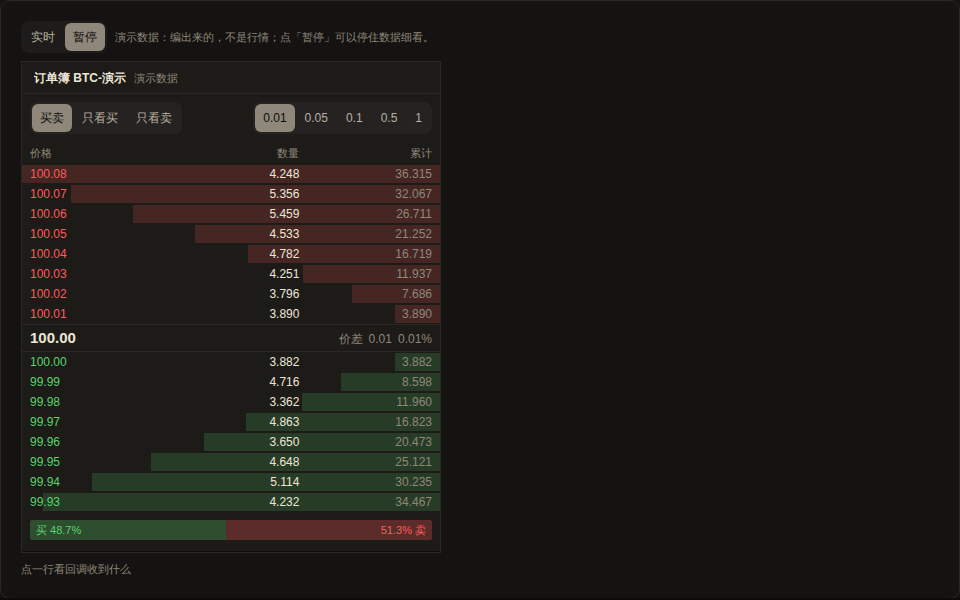 实时 暂停 演示数据：编出来的，不是行情；点「暂停」可以停住数据细看。
订单簿 BTC-演示 演示数据
买卖 只看买 只看卖 0.01 0.05 0.1 0.5 1
价格 数量 累计
100.08 4.248 36.315
100.07 5.356 32.067
100.06 5.459 26.711
100.05 4.533 21.252
100.04 4.782 16.719
100.03 4.251 11.937
100.02 3.796 7.686
100.01 3.890 3.890
100.00 价差 0.01 0.01%
100.00 3.882 3.882
99.99 4.716 8.598
99.98 3.362 11.960
99.97 4.863 16.823
99.96 3.650 20.473
99.95 4.648 25.121
99.94 5.114 30.235
99.93 4.232 34.467
买 48.7% 51.3% 卖
点一行看回调收到什么